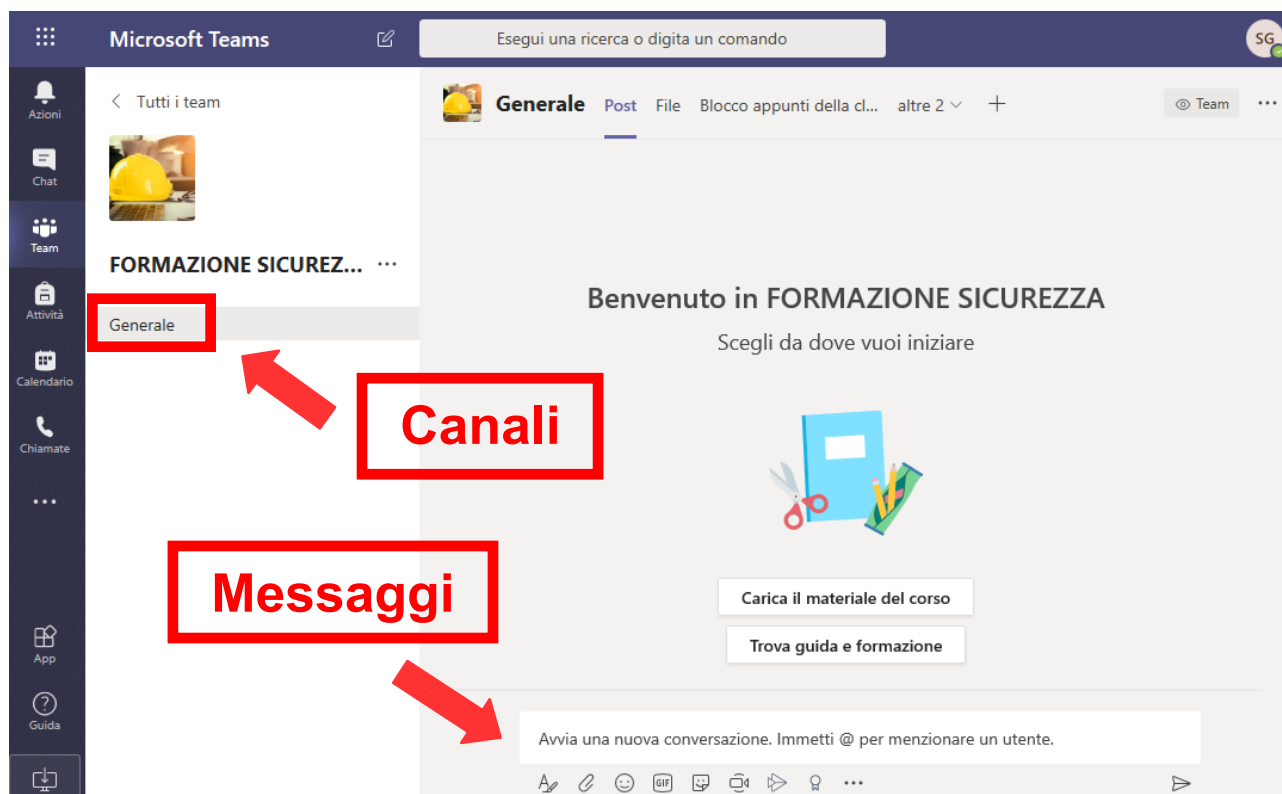 Microsoft Teams
Esegui una ricerca o digita un comando
SG
Azioni
Chat
Team
Attività
Calendario
Chiamate
App
Guida
Tutti i team
FORMAZIONE SICUREZ...
Generale
Generale Post File Blocco appunti della cl... altre 2
Team
Benvenuto in FORMAZIONE SICUREZZA
Scegli da dove vuoi iniziare
Canali
Messaggi
Carica il materiale del corso
Trova guida e formazione
Avvia una nuova conversazione. Immetti @ per menzionare un utente.
GIF